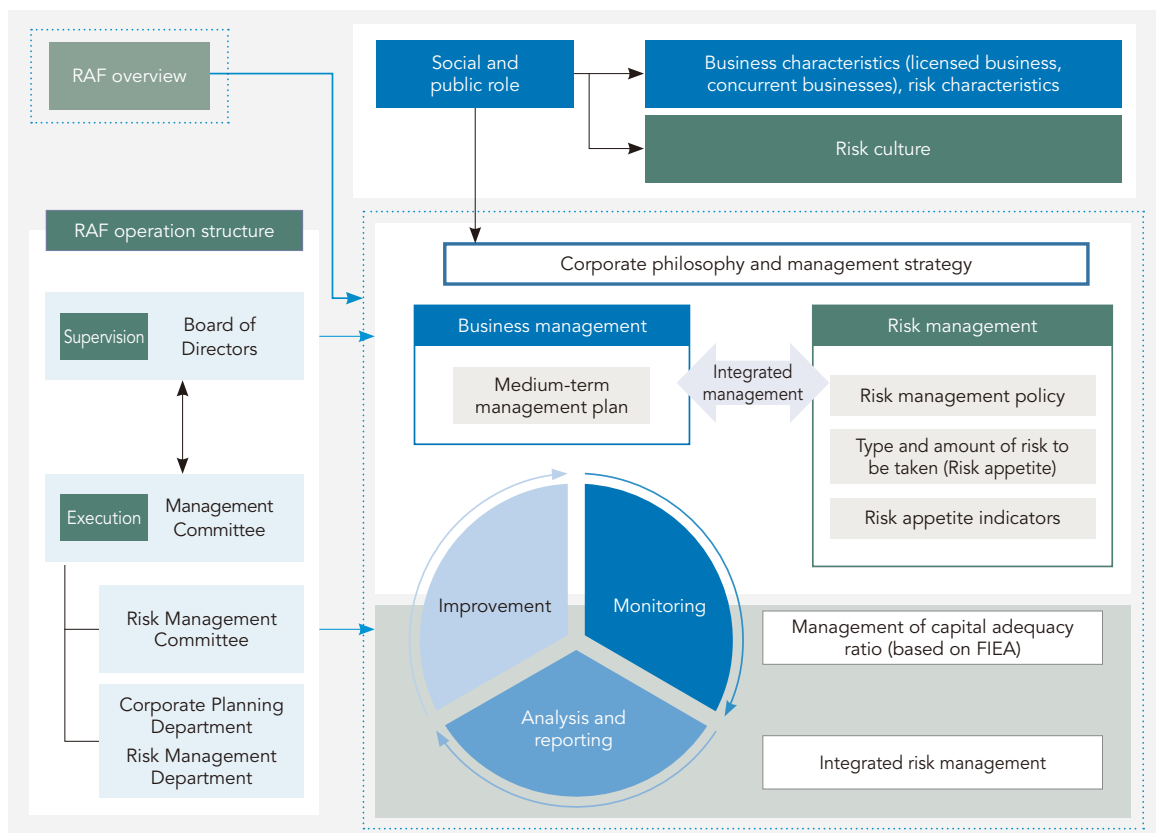 RAF overview
Social and
public role
Business characteristics (licensed business,
concurrent businesses), risk characteristics
Risk culture
RAF operation structure
Supervision
Board of
Directors
Execution
Management
Committee
Risk Management
Committee
Corporate Planning
Department
Risk Management
Department
Corporate philosophy and management strategy
Business management
Medium-term
management plan
Integrated
management
Risk management
Risk management policy
Type and amount of risk to
be taken (Risk appetite)
Risk appetite indicators
Improvement
Monitoring
Analysis and
reporting
Management of capital adequacy
ratio (based on FIEA)
Integrated risk management